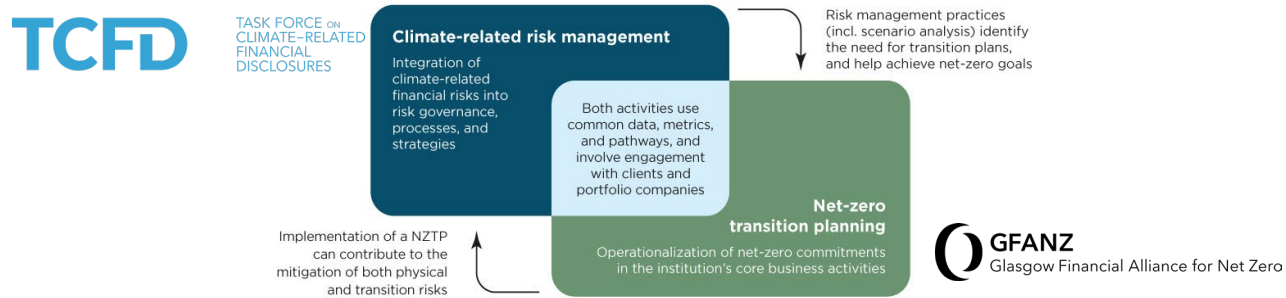 TCFD
TASK FORCE ON
CLIMATE-RELATED
FINANCIAL
DISCLOSURES
Climate-related risk management
Integration of
climate-related
financial risks into
risk governance,
processes, and
strategies
Risk management practices
(incl. scenario analysis) identify
the need for transition plans,
and help achieve net-zero goals
Both activities use
common data, metrics,
and pathways, and
involve engagement
with clients and
portfolio companies
Net-zero
transition planning
Operationalization of net-zero commitments
in the institution's core business activities
Implementation of a NZTP
can contribute to the
mitigation of both physical
and transition risks
GFANZ
Glasgow Financial Alliance for Net Zero